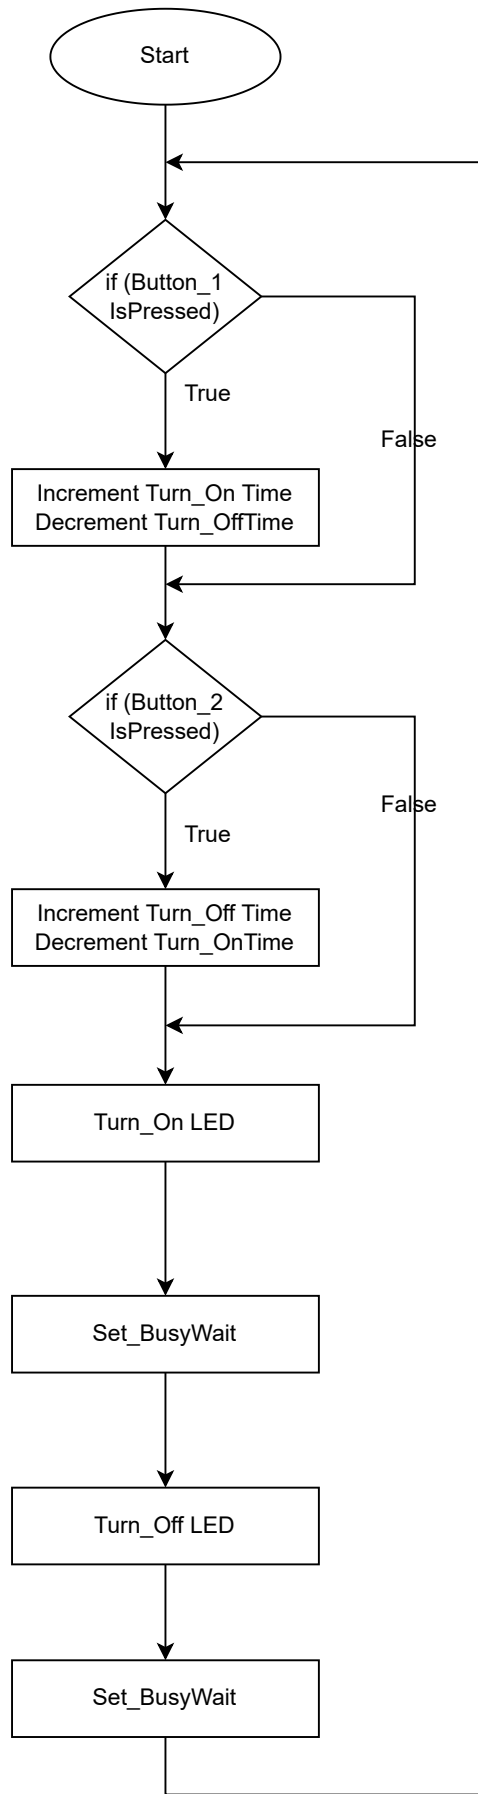 Start
if (Button_1
IsPressed)
True
False
Increment Turn_On Time
Decrement Turn_OffTime
if (Button_2
IsPressed)
False
True
Increment Turn_Off Time
Decrement Turn_OnTime
Turn_On LED
Set_BusyWait
Turn_Off LED
Set_BusyWait